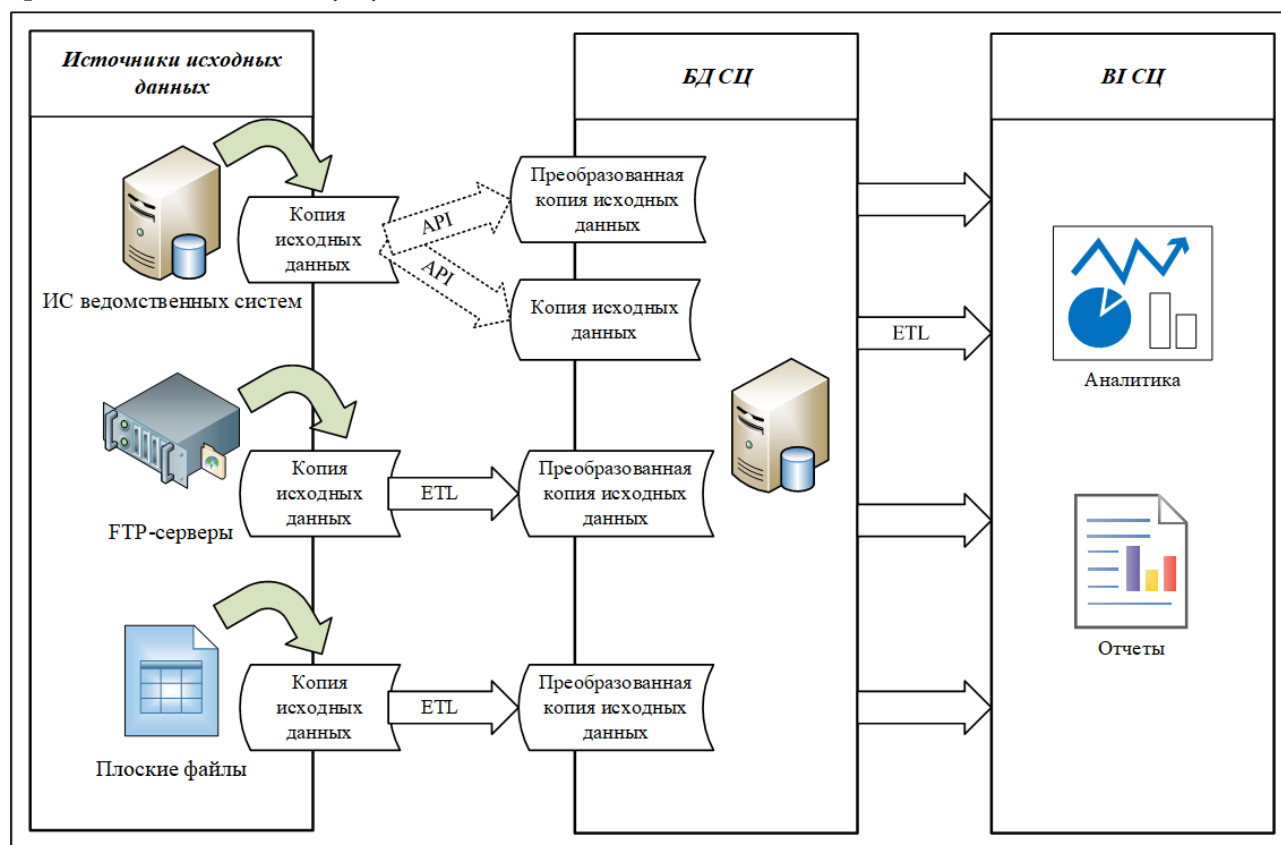 Источники исходных
данных
БД СЦ
BI СЦ
Копия
исходных
данных
API
API
Преобразованная
копия исходных
данных
Копия исходных
данных
ИС ведомственных систем
ETL
Аналитика
Копия
исходных
данных
ETL
Преобразованная
копия исходных
данных
FTP-серверы
Отчеты
Копия
исходных
данных
ETL
Преобразованная
копия исходных
данных
Плоские файлы